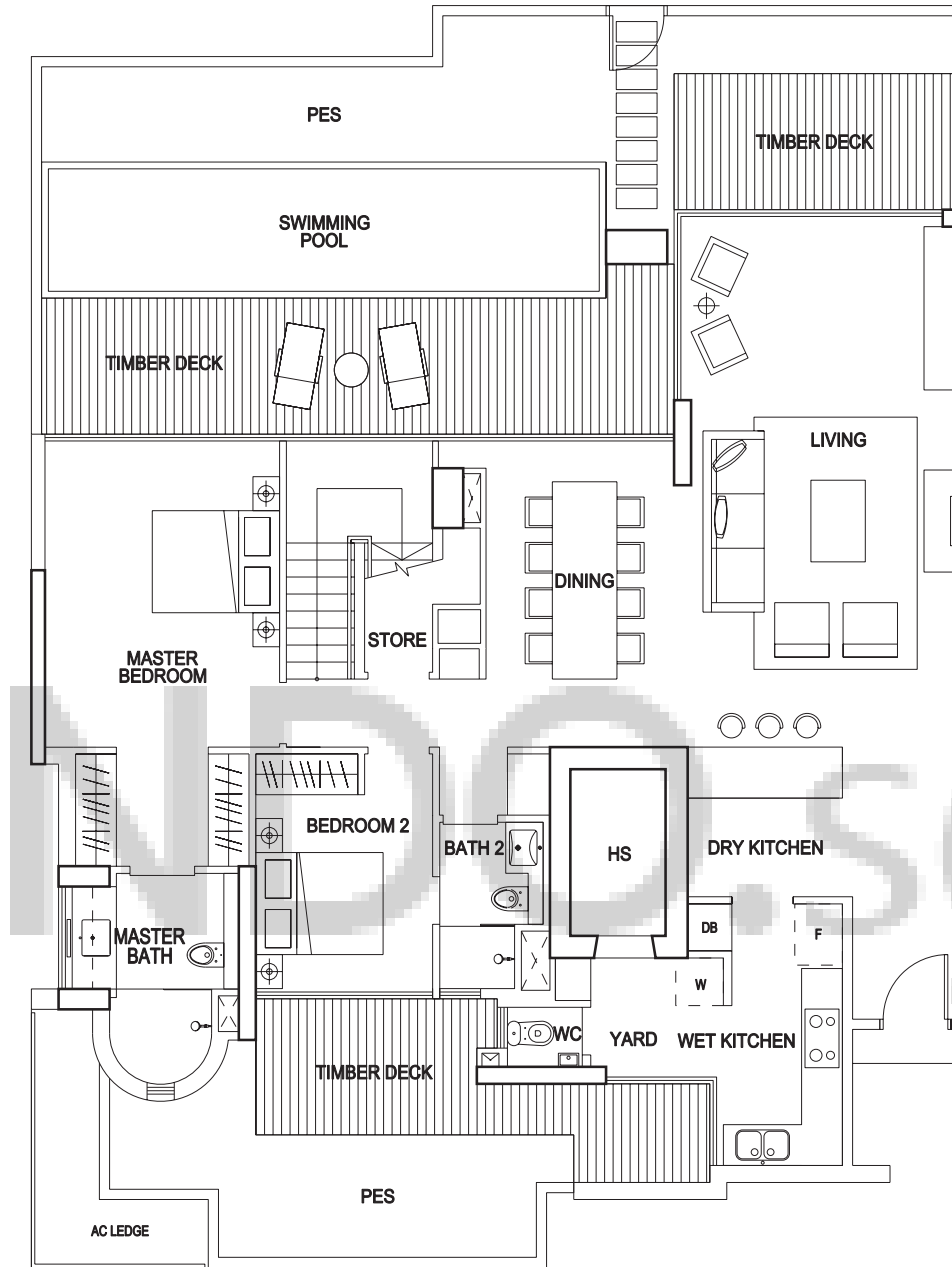 PES
TIMBER DECK
SWIMMING
POOL
TIMBER DECK
LIVING
DINING
STORE
MASTER
BEDROOM
BEDROOM 2
BATH 2
HS
DRY KITCHEN
DB
F
MASTER
BATH
W
WC
YARD
WET KITCHEN
TIMBER DECK
PES
AC LEDGE